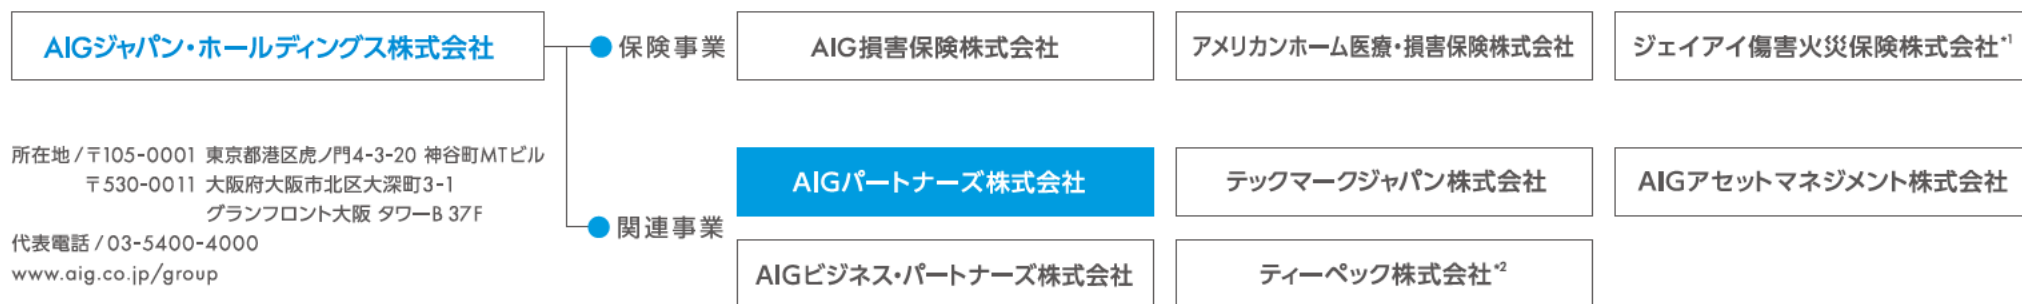 AIGジャパン・ホールディングス株式会社
保険事業
AIG損害保険株式会社
アメリカンホーム医療・損害保険株式会社
ジェイアイ傷害火災保険株式会社*1
所在地/〒105-0001 東京都港区虎ノ門4-3-20 神谷町MTビル
〒530-0011 大阪府大阪市北区大深町3-1
グランフロント大阪 タワーB 37F
代表電話/03-5400-4000
www.aig.co.jp/group
関連事業
AIGパートナーズ株式会社
テックマークジャパン株式会社
AIGアセットマネジメント株式会社
AIGビジネス・パートナーズ株式会社
ティーペック株式会社*2